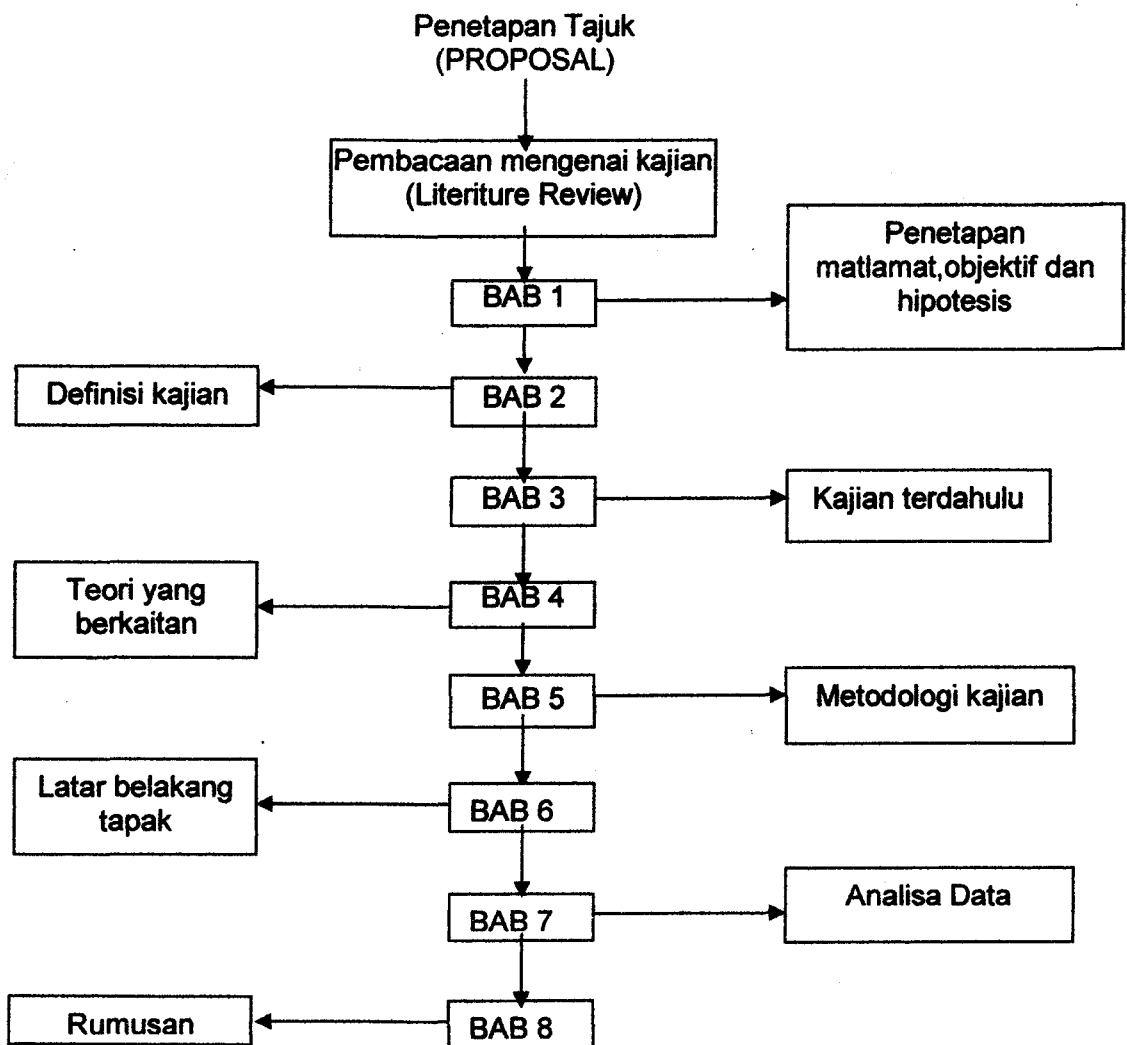 Penetapan Tajuk
(PROPOSAL)
Pembacaan mengenai kajian
(Literiture Review)
BAB 1
Penetapan
matlamat,objektif dan
hipotesis
BAB 2
Definisi kajian
BAB 3
Kajian terdahulu
BAB 4
Teori yang
berkaitan
BAB 5
Metodologi kajian
BAB 6
Latar belakang
tapak
BAB 7
Analisa Data
BAB 8
Rumusan